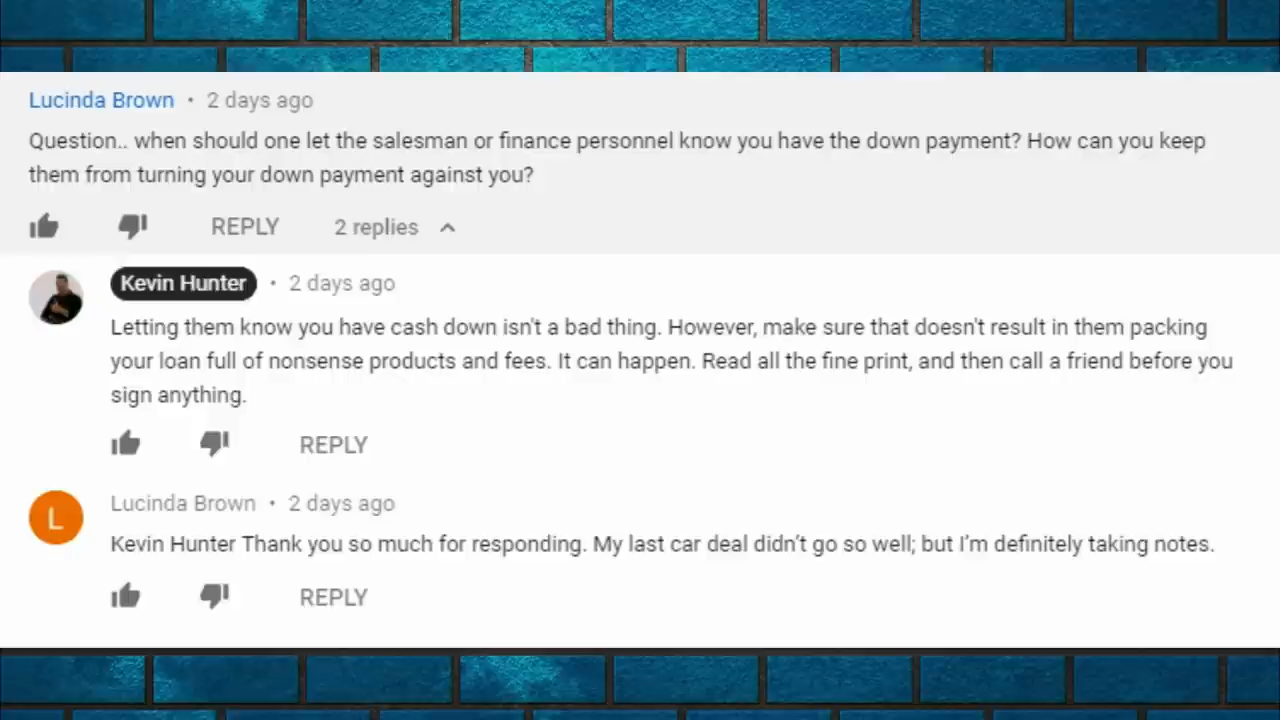 Lucinda Brown • 2 days ago
Question.. when should one let the salesman or finance personnel know you have the down payment? How can you keep
them from turning your down payment against you?
REPLY 2 replies
Kevin Hunter • 2 days ago
Letting them know you have cash down isn't a bad thing. However, make sure that doesn't result in them packing
your loan full of nonsense products and fees. It can happen. Read all the fine print, and then call a friend before you
sign anything.
REPLY
L
Lucinda Brown • 2 days ago
Kevin Hunter Thank you so much for responding. My last car deal didn't go so well; but I'm definitely taking notes.
REPLY